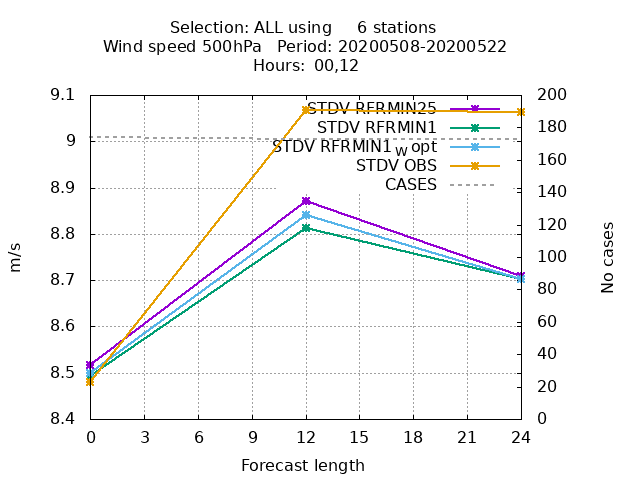 Selection: ALL using     6 stations
Wind speed 500hPa   Period: 20200508-20200522
Hours:  00,12
9.1
9
8.9
8.8
8.7
8.6
8.5
8.4
m/s
STDV RFRMIN25
STDV RFRMIN1
STDV RFRMIN1_w opt
STDV OBS
CASES
200
180
160
140
120
100
80
60
40
20
0
No cases
0 3 6 9 12 15 18 21 24
Forecast length